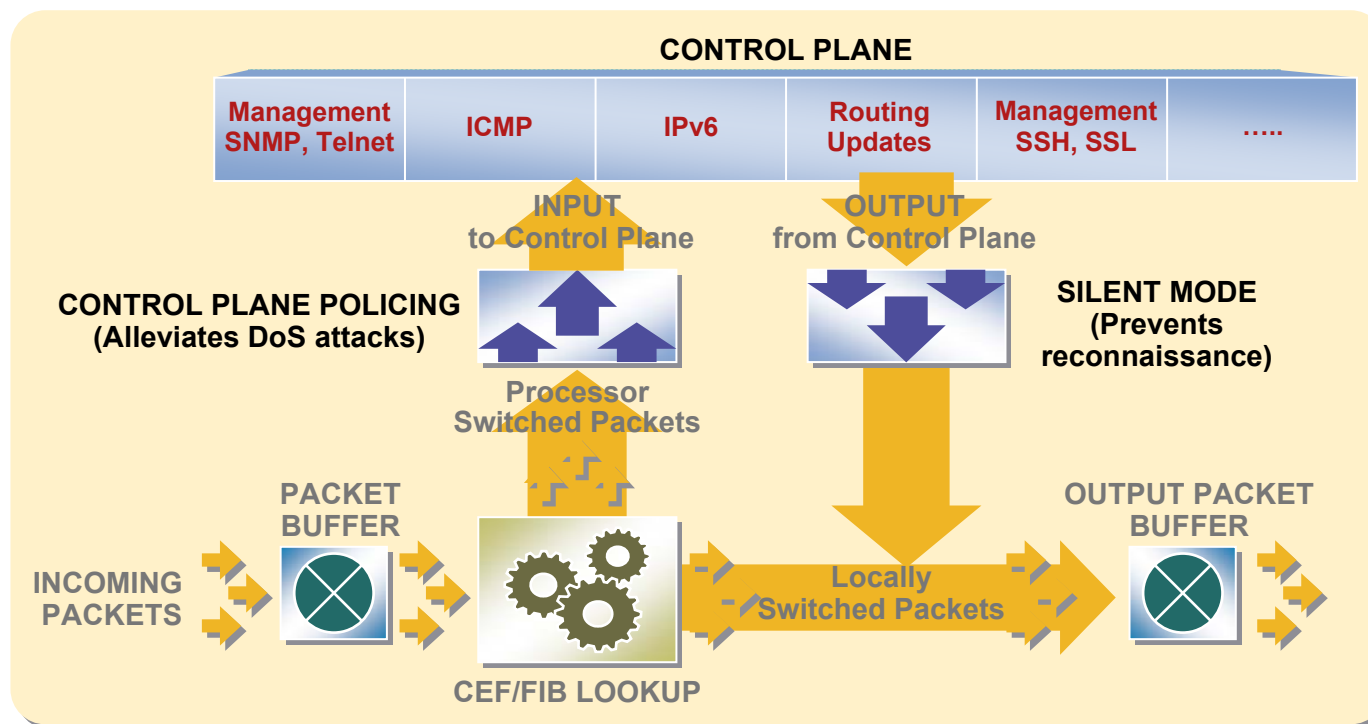 CONTROL PLANE
Management
SNMP, Telnet
ICMP
IPv6
Routing
Updates
Management
SSH, SSL
.....
INPUT
to Control Plane
OUTPUT
from Control Plane
CONTROL PLANE POLICING
(Alleviates DoS attacks)
SILENT MODE
(Prevents
reconnaissance)
Processor
Switched Packets
PACKET
BUFFER
OUTPUT PACKET
BUFFER
INCOMING
PACKETS
Locally
Switched Packets
CEF/FIB LOOKUP